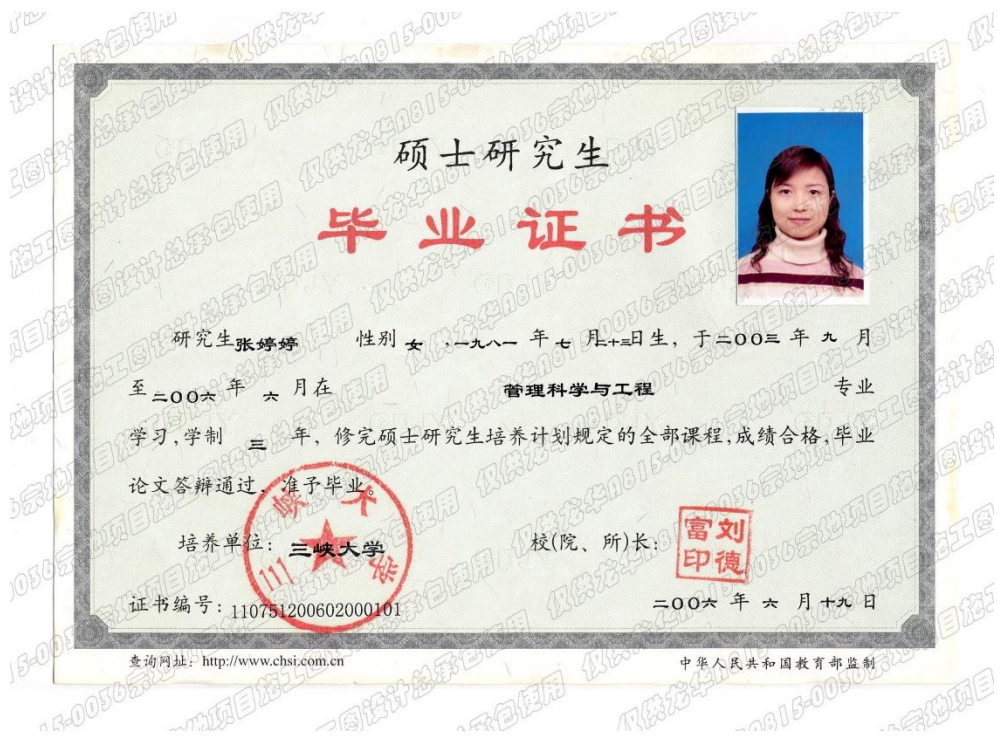 硕士研究生
毕业证书
研究生张婷婷 性别 女 ,一九八一 年 七 月二十三日生, 于二00三 年 九 月
至二00六 年 六 月在 管理科学与工程 专业
学习,学制 三 年, 修完硕士研究生培养计划规定的全部课程,成绩合格,毕业
论文答辩通过, 准予毕业。
培养单位: 三峡大学 校(院、所)长:
三峡大学
富刘
印德
证书编号: 110751200602000101 二00六 年 六 月十九日
查询网址: http://www.chsi.com.cn 中华人民共和国教育部监制
仅供龙华A815-0036宗地项目施工图设计总承包使用